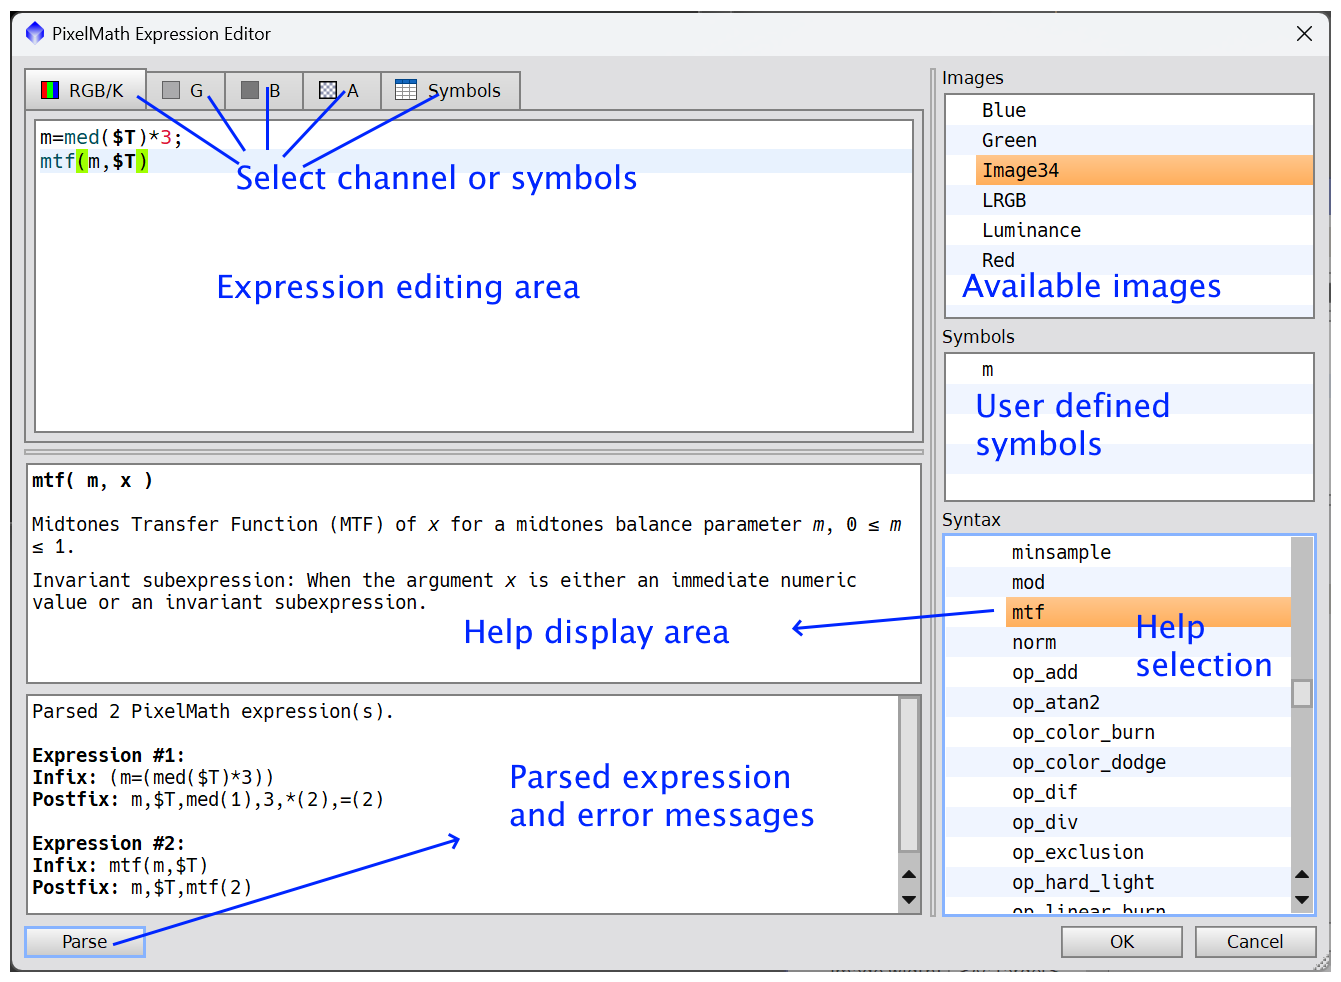 PixelMath Expression Editor
RGB/K
G
B
A
Symbols
m=med($T)*3;
mtf(m,$T)
Select channel or symbols
Expression editing area
mtf( m, x )
Midtones Transfer Function (MTF) of x for a midtones balance parameter m, 0 ≤ m
≤ 1.
Invariant subexpression: When the argument x is either an immediate numeric
value or an invariant subexpression.
Help display area
Parsed 2 PixelMath expression(s).
Expression #1:
Infix: (m=(med($T)*3))
Postfix: m,$T,med(1),3,*(2),=(2)
Expression #2:
Infix: mtf(m,$T)
Postfix: m,$T,mtf(2)
Parsed expression
and error messages
Parse
Images
Blue
Green
Image34
LRGB
Luminance
Red
Available images
Symbols
m
User defined
symbols
Syntax
minsample
mod
mtf
norm
op_add
op_atan2
op_color_burn
op_color_dodge
op_dif
op_div
op_exclusion
op_hard_light
op_linear_burn
Help
selection
OK
Cancel